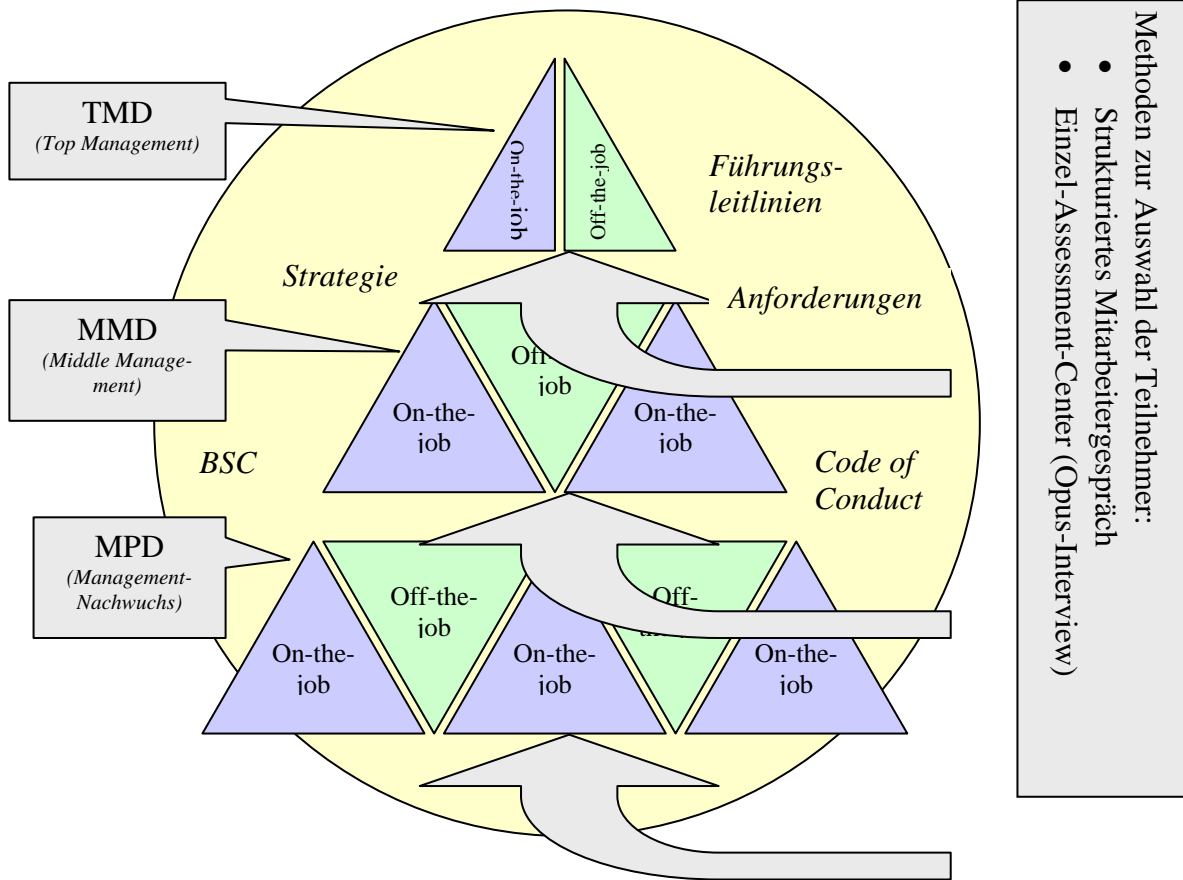 TMD
(Top Management)
On-the-job
Off-the-job
Führungs-
leitlinien
Strategie
Anforderungen
MMD
(Middle Manage-
ment)
On-the-
job
job
On-the-
job
BSC
Code of
Conduct
MPD
(Management-
Nachwuchs)
On-the-
job
Off-the-
job
On-the-
job
Off-
On-the-
job
Methoden zur Auswahl der Teilnehmer:
• Strukturiertes Mitarbeitergespräch
• Einzel-Assessment-Center (Opus-Interview)